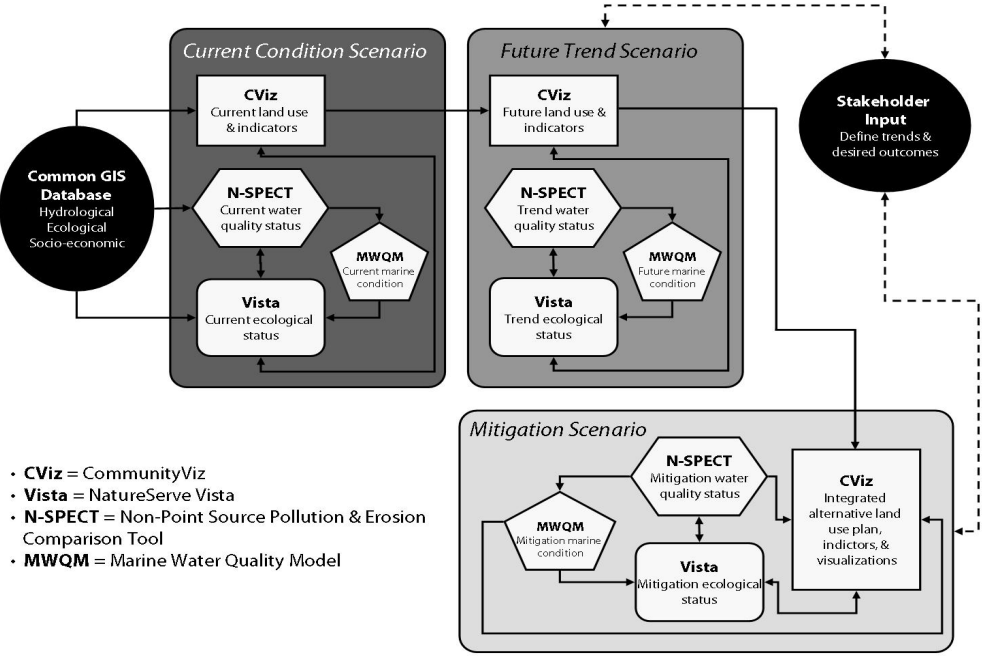 Current Condition Scenario
Future Trend Scenario
CViz
Current land use
& indicators
CViz
Future land use &
indicators
Stakeholder
Input
Define trends &
desired outcomes
Common GIS
Database
Hydrological
Ecological
Socio-economic
N-SPECT
Current water
quality status
MWQM
Current marine
condition
Vista
Current ecological
status
N-SPECT
Trend water
quality status
MWQM
Future marine
condition
Vista
Trend ecological
status
Mitigation Scenario
N-SPECT
Mitigation water
quality status
MWQM
Mitigation marine
condition
Vista
Mitigation ecological
status
CViz
Integrated
alternative land
use plan,
indictors, &
visualizations
• CViz = CommunityViz
• Vista = NatureServe Vista
• N-SPECT = Non-Point Source Pollution & Erosion
Comparison Tool
• MWQM = Marine Water Quality Model